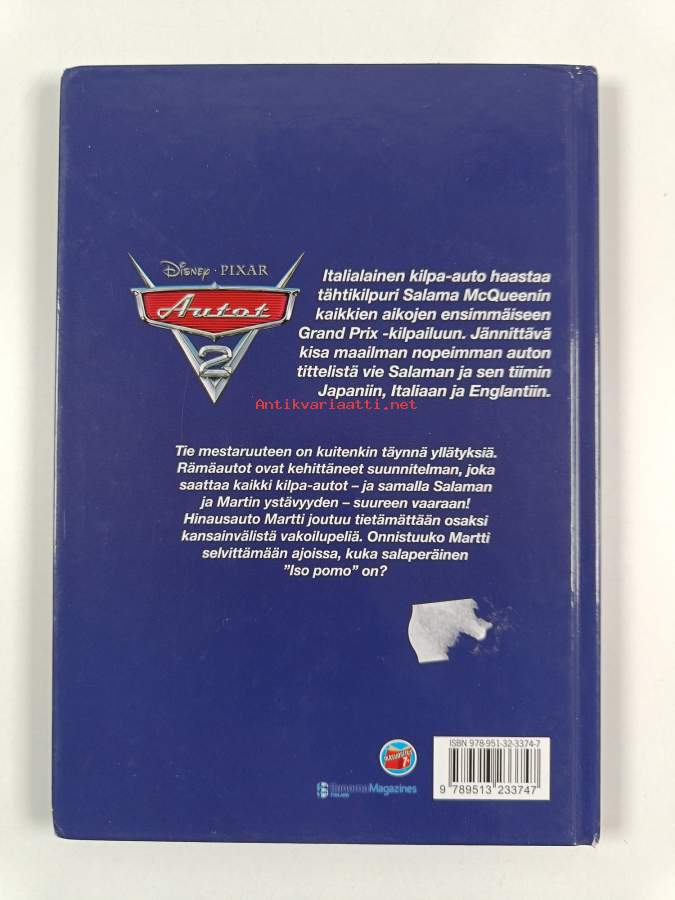 Disney · PIXAR
Autot
2
Italialainen kilpa-auto haastaa
tähtikilpuri Salama McQueenin
kaikkien aikojen ensimmäiseen
Grand Prix -kilpailuun. Jännittävä
kisa maailman nopeimman auton
tittelistä vie Salaman ja sen tiimin
Japaniin, Italiaan ja Englantiin.
Antikvariaatti.net
Tie mestaruuteen on kuitenkin täynnä yllätyksiä.
Rämäautot ovat kehittäneet suunnitelman, joka
saattaa kaikki kilpa-autot – ja samalla Salaman
ja Martin ystävyyden – suureen vaaraan!
Hinausauto Martti joutuu tietämättään osaksi
kansainvälistä vakoilupeliä. Onnistuuko Martti
selvittämään ajoissa, kuka salaperäinen
”Iso pomo” on?
ISBN 978-951-32-3374-7
9 789513 233747
Sanoma Magazines
FINLAND